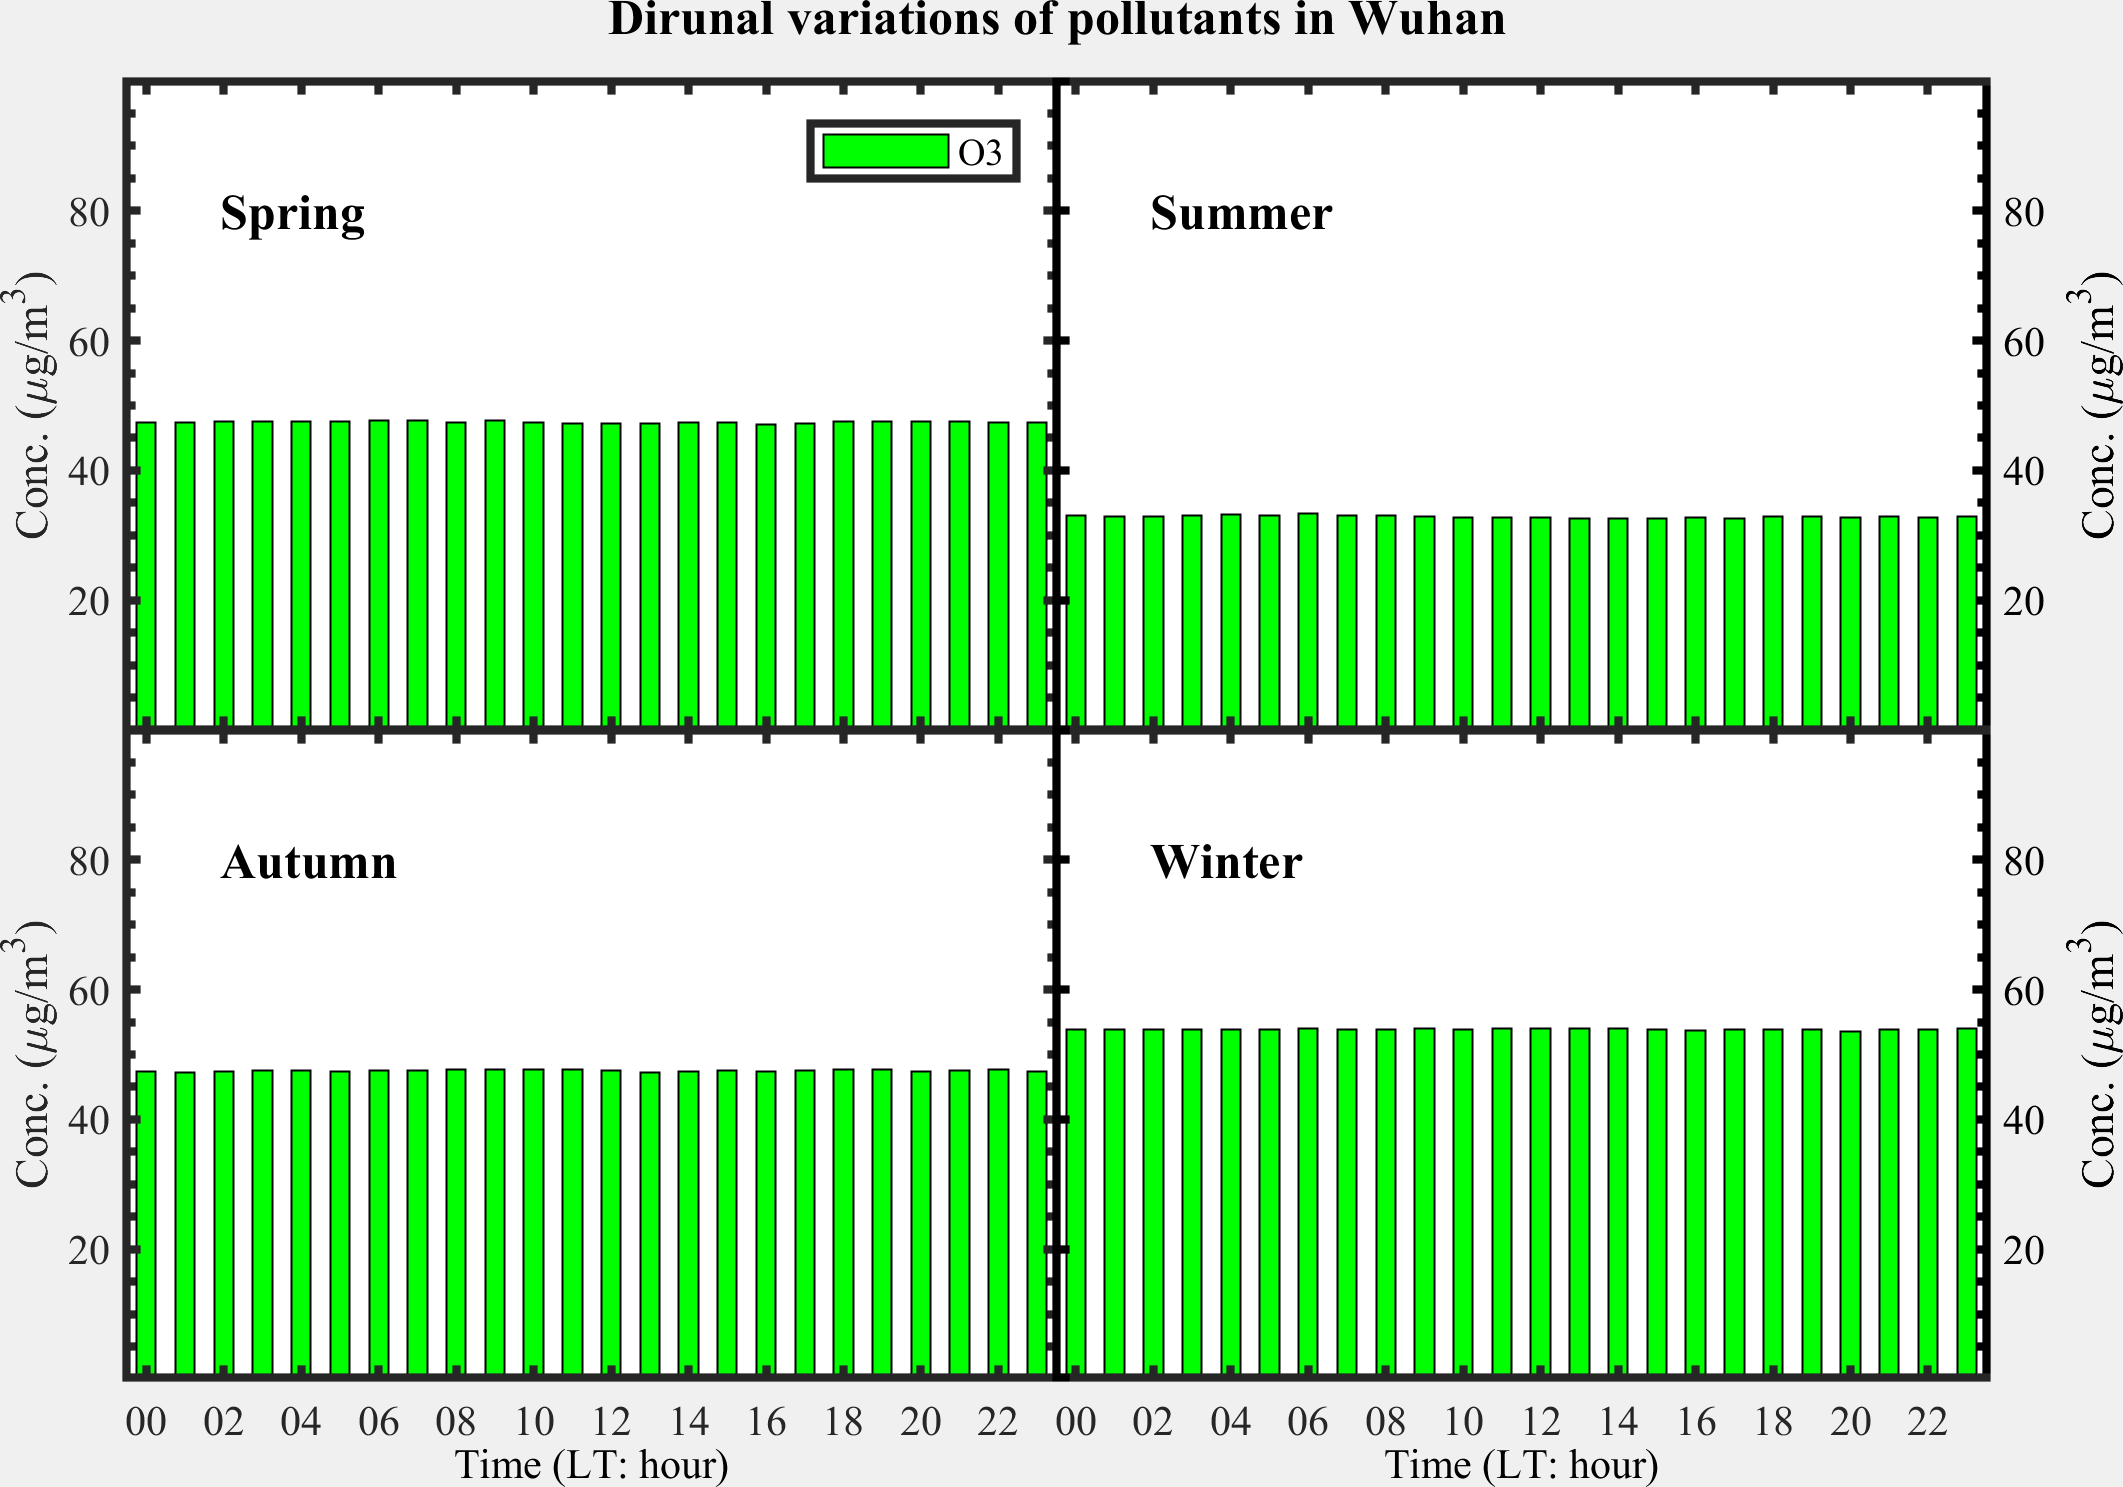 Dirunal variations of pollutants in Wuhan
O3
Spring
Summer
80
60
40
20
Conc. (μg/m³)
80
60
40
20
Conc. (μg/m³)
Autumn
Winter
80
60
40
20
Conc. (μg/m³)
80
60
40
20
Conc. (μg/m³)
00 02 04 06 08 10 12 14 16 18 20 22
00 02 04 06 08 10 12 14 16 18 20 22
Time (LT: hour)
Time (LT: hour)